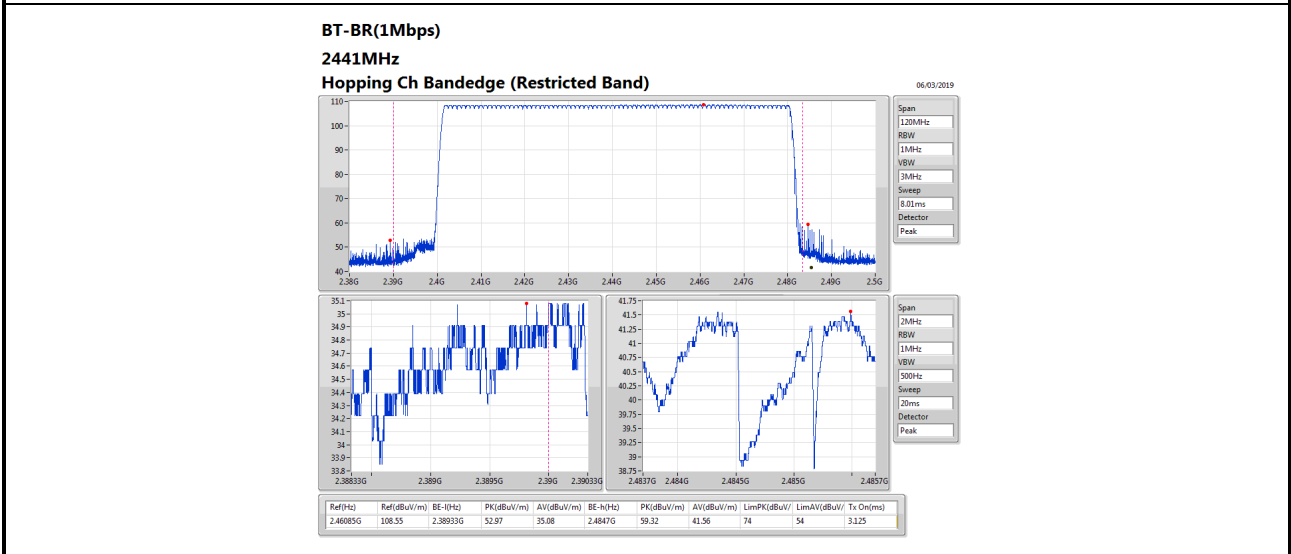 BT-BR(1Mbps)
2441MHz
Hopping Ch Bandedge (Restricted Band)
06/03/2019
110
100
90
80
70
60
50
40
2.38G 2.39G 2.4G 2.41G 2.42G 2.43G 2.44G 2.45G 2.46G 2.47G 2.48G 2.49G 2.5G
Span
120MHz
RBW
1MHz
VBW
3MHz
Sweep
8.01ms
Detector
Peak
35.1
35
34.9
34.8
34.7
34.6
34.5
34.4
34.3
34.2
34.1
34
33.9
33.8
2.38833G 2.389G 2.3895G 2.39G 2.39033G
41.75
41.5
41.25
41
40.75
40.5
40.25
40
39.75
39.5
39.25
39
38.75
2.4837G 2.484G 2.4845G 2.485G 2.4857G
Span
2MHz
RBW
1MHz
VBW
500Hz
Sweep
20ms
Detector
Peak
Ref(Hz) Ref(dBuV/m) BE-l(Hz) PK(dBuV/m) AV(dBuV/m) BE-h(Hz) PK(dBuV/m) AV(dBuV/m) LimPK(dBuV/ LimAV(dBuV/ Tx On(ms)
2.46085G 108.55 2.38933G 52.97 35.08 2.4847G 59.32 41.56 74 54 3.125